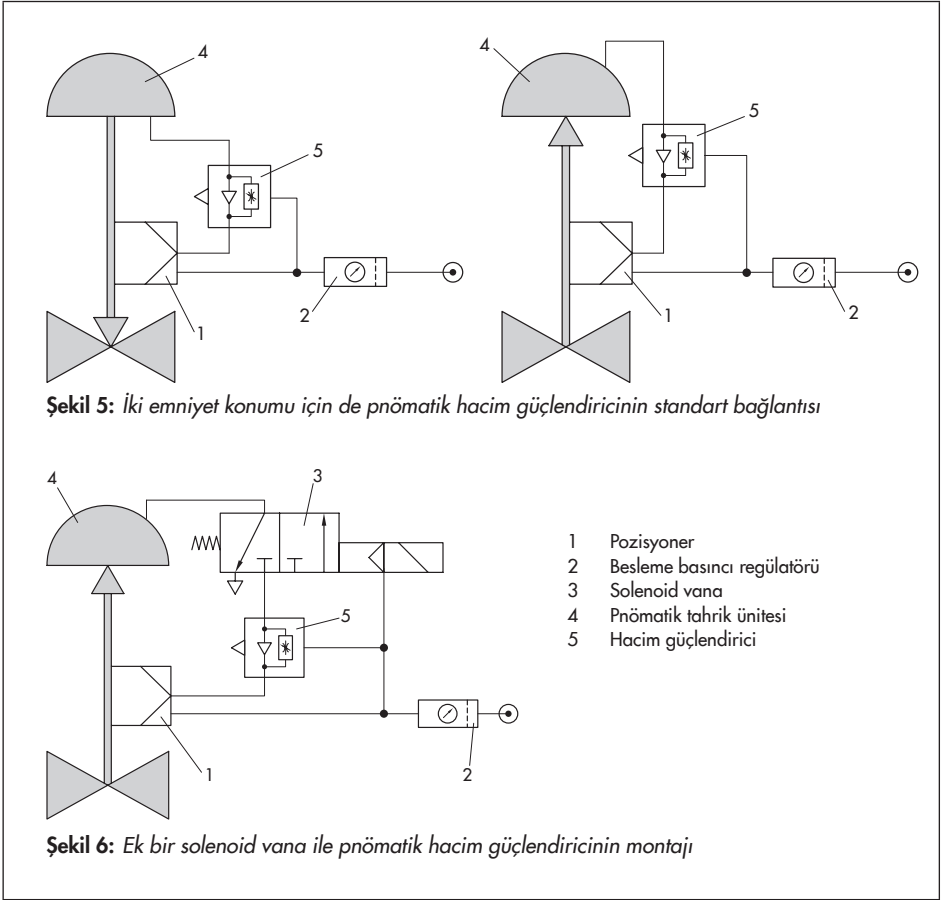 4
5
2
1
4
5
2
1
Şekil 5: İki emniyet konumu için de pnömatik hacim güçlendiricinin standart bağlantısı
4
3
5
1
2
1 Pozisyoner
2 Besleme basıncı regülatörü
3 Solenoid vana
4 Pnömatik tahrik ünitesi
5 Hacim güçlendirici
Şekil 6: Ek bir solenoid vana ile pnömatik hacim güçlendiricinin montajı